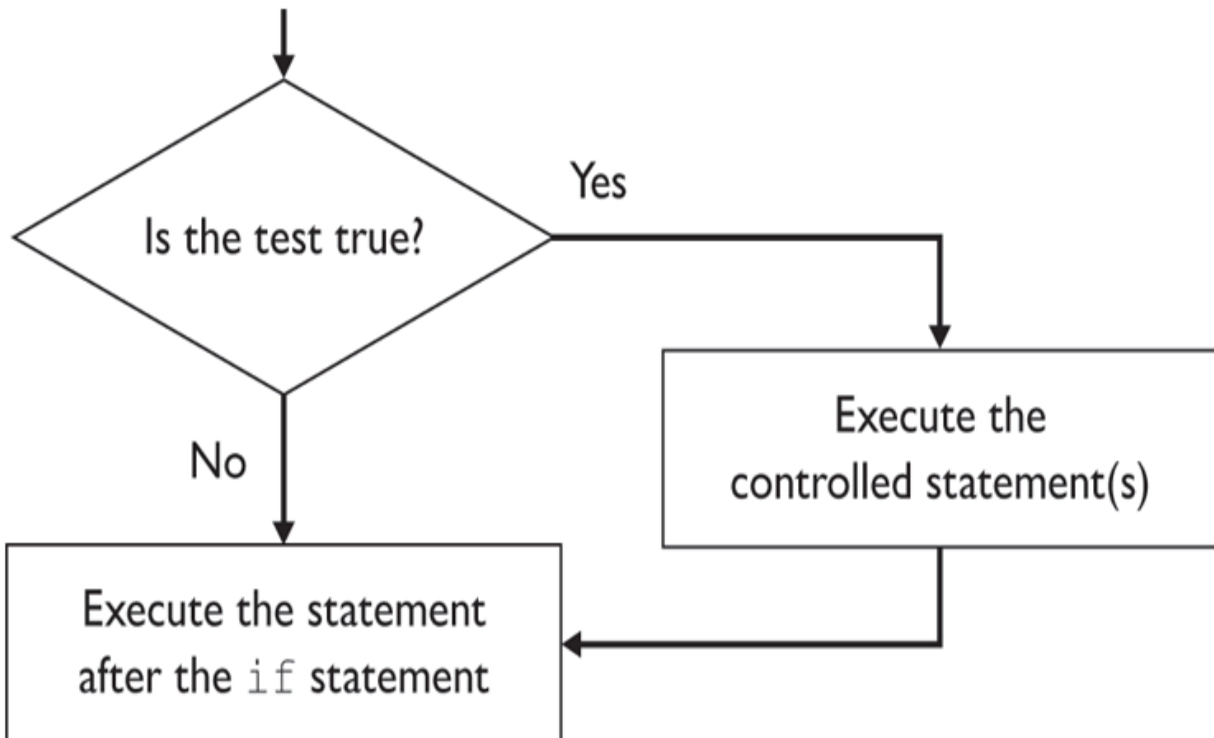 Is the test true?
Yes
No
Execute the
controlled statement(s)
Execute the statement
after the if statement